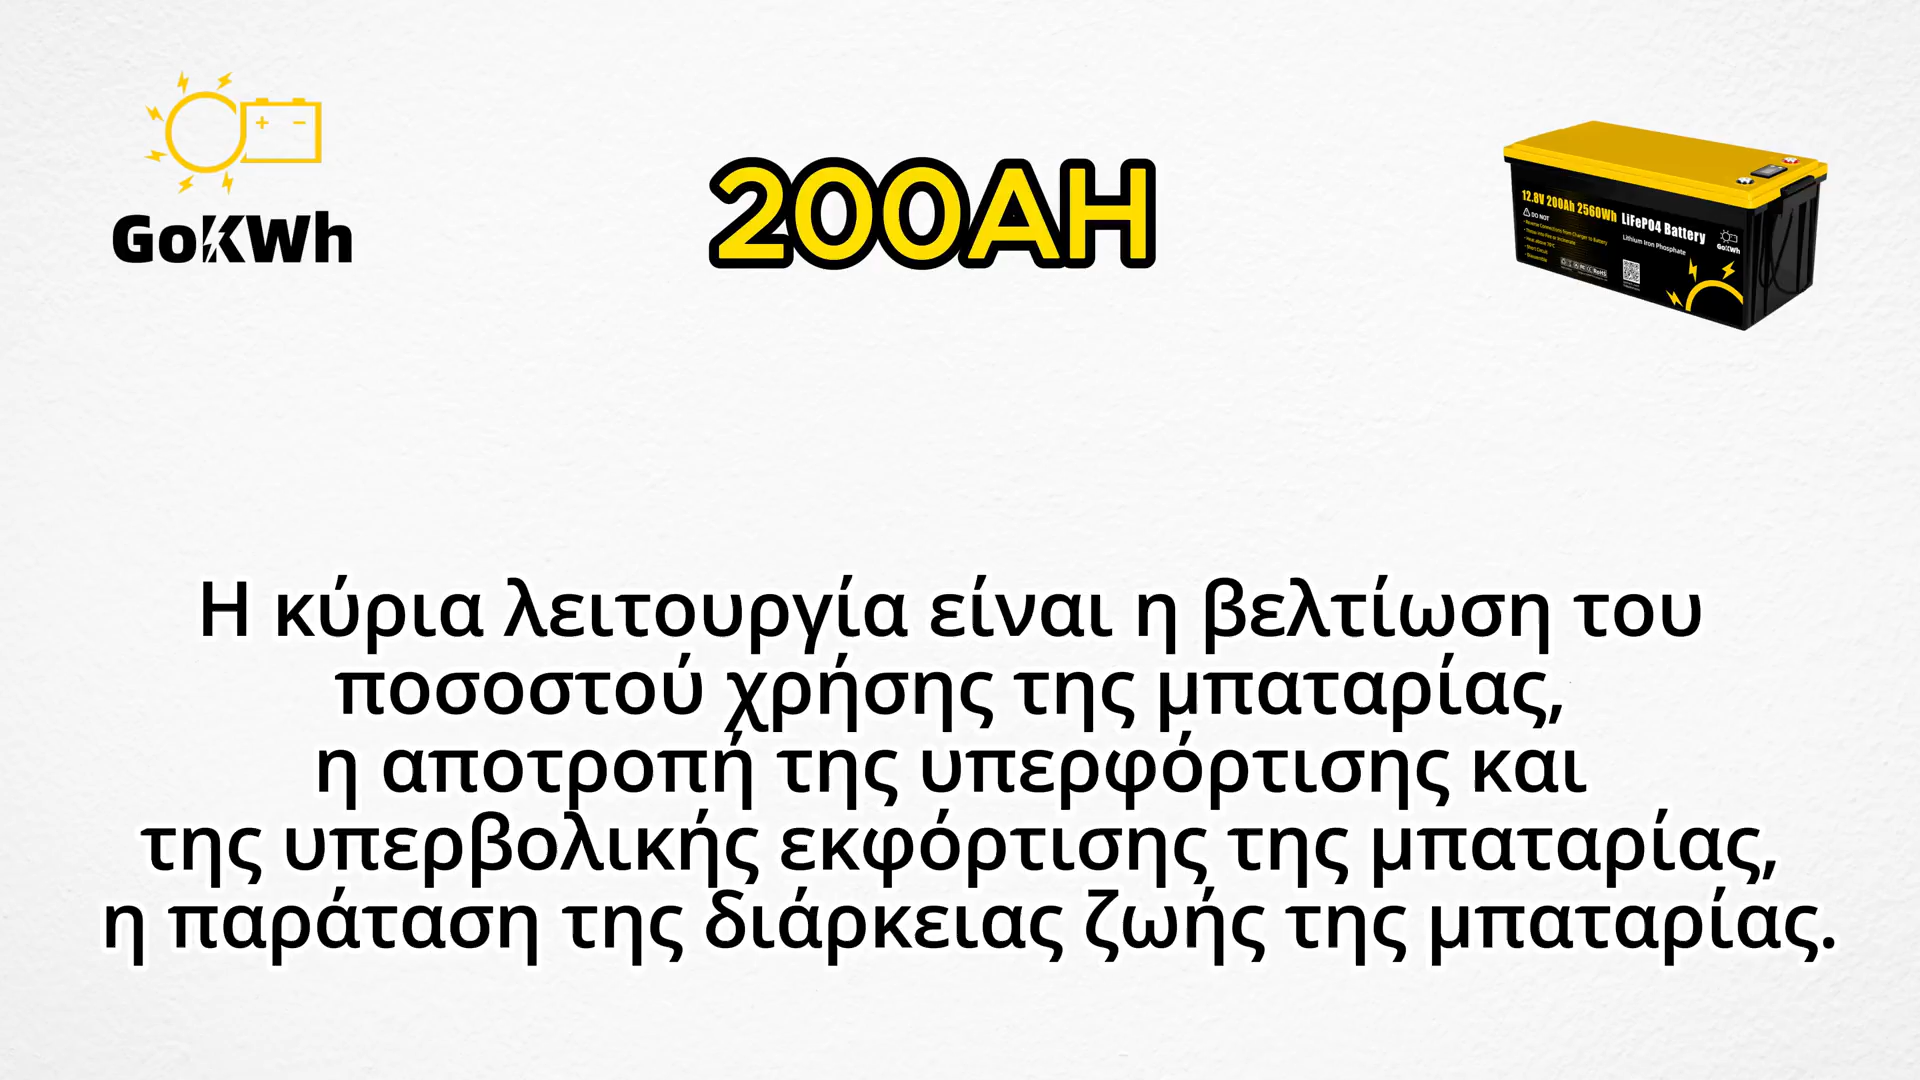 GoKWh
200AH
12.8V 200Ah 2560Wh LiFePO4 Battery
Lithium Iron Phosphate
DO NOT
GoKWh
Η κύρια λειτουργία είναι η βελτίωση του
ποσοστού χρήσης της μπαταρίας,
η αποτροπή της υπερφόρτισης και
της υπερβολικής εκφόρτισης της μπαταρίας,
η παράταση της διάρκειας ζωής της μπαταρίας.